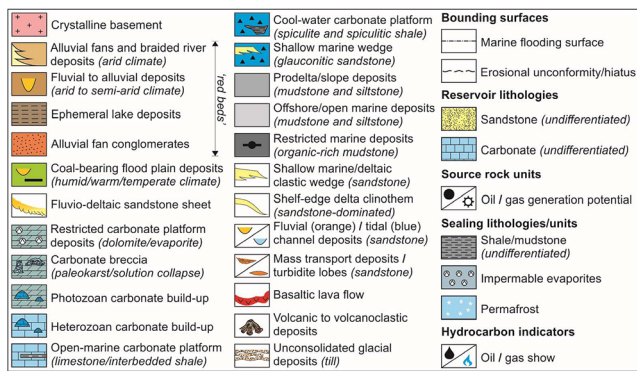 Crystalline basement
Alluvial fans and braided river
deposits (arid climate)
Fluvial to alluvial deposits
(arid to semi-arid climate)
Ephemeral lake deposits
Alluvial fan conglomerates
'red beds'
Coal-bearing flood plain deposits
(humid/warm/temperate climate)
Fluvio-deltaic sandstone sheet
Restricted carbonate platform
deposits (dolomite/evaporite)
Carbonate breccia
(paleokarst/solution collapse)
Photozoan carbonate build-up
Heterozoan carbonate build-up
Open-marine carbonate platform
(limestone/interbedded shale)
Cool-water carbonate platform
(spiculite and spiculitic shale)
Shallow marine wedge
(glauconitic sandstone)
Prodelta/slope deposits
(mudstone and siltstone)
Offshore/open marine deposits
(mudstone and siltstone)
Restricted marine deposits
(organic-rich mudstone)
Shallow marine/deltaic
clastic wedge (sandstone)
Shelf-edge delta clinothem
(sandstone-dominated)
Fluvial (orange) / tidal (blue)
channel deposits (sandstone)
Mass transport deposits /
turbidite lobes (sandstone)
Basaltic lava flow
Volcanic to volcanoclastic
deposits
Unconsolidated glacial
deposits (till)
Bounding surfaces
Marine flooding surface
Erosional unconformity/hiatus
Reservoir lithologies
Sandstone (undifferentiated)
Carbonate (undifferentiated)
Source rock units
Oil / gas generation potential
Sealing lithologies/units
Shale/mudstone
(undifferentiated)
Impermeable evaporites
Permafrost
Hydrocarbon indicators
Oil / gas show